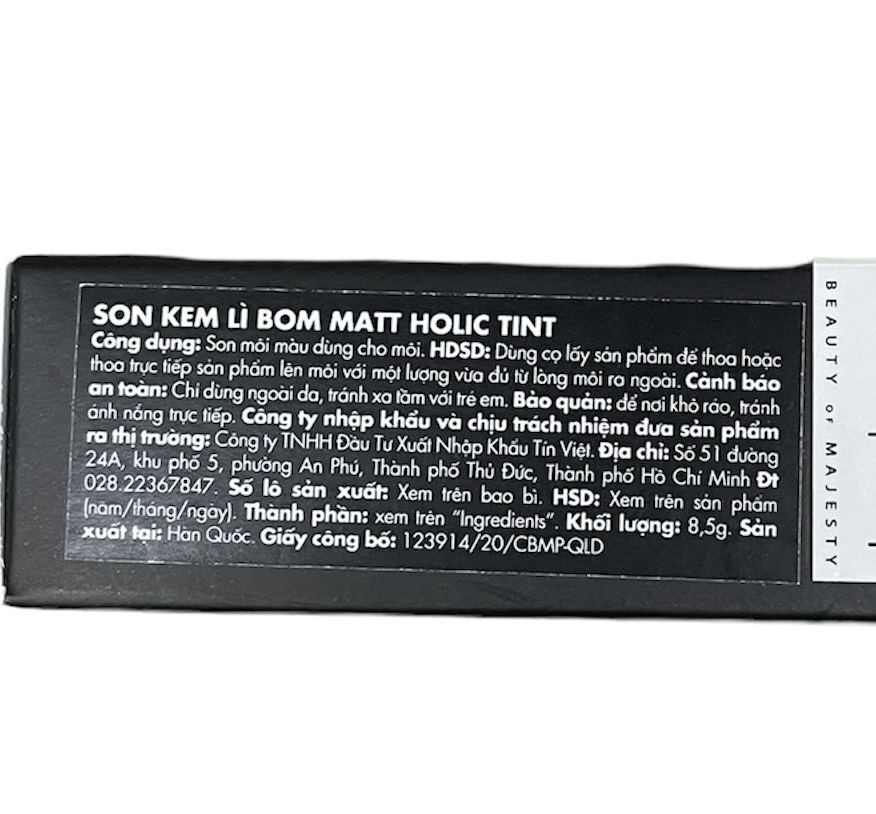 SON KEM LÌ BOM MATT HOLIC TINT
Công dụng: Son môi màu dùng cho môi. HDSD: Dùng cọ lấy sản phẩm để thoa hoặc
thoa trực tiếp sản phẩm lên môi với một lượng vừa đủ từ lòng môi ra ngoài. Cảnh báo
an toàn: Chỉ dùng ngoài da, tránh xa tầm với trẻ em. Bảo quản: để nơi khô ráo, tránh
ánh nắng trực tiếp. Công ty nhập khẩu và chịu trách nhiệm đưa sản phẩm
ra thị trường: Công ty TNHH Đầu Tư Xuất Nhập Khẩu Tín Việt. Địa chỉ: Số 51 đường
24A, khu phố 5, phường An Phú, Thành phố Thủ Đức, Thành phố Hồ Chí Minh Đt
028.22367847. Số lô sản xuất: Xem trên bao bì. HSD: Xem trên sản phẩm
(năm/tháng/ngày). Thành phần: xem trên "Ingredients". Khối lượng: 8,5g. Sản
xuất tại: Hàn Quốc. Giấy công bố: 123914/20/CBMP-QLD
BEAUTY OF MAJESTY